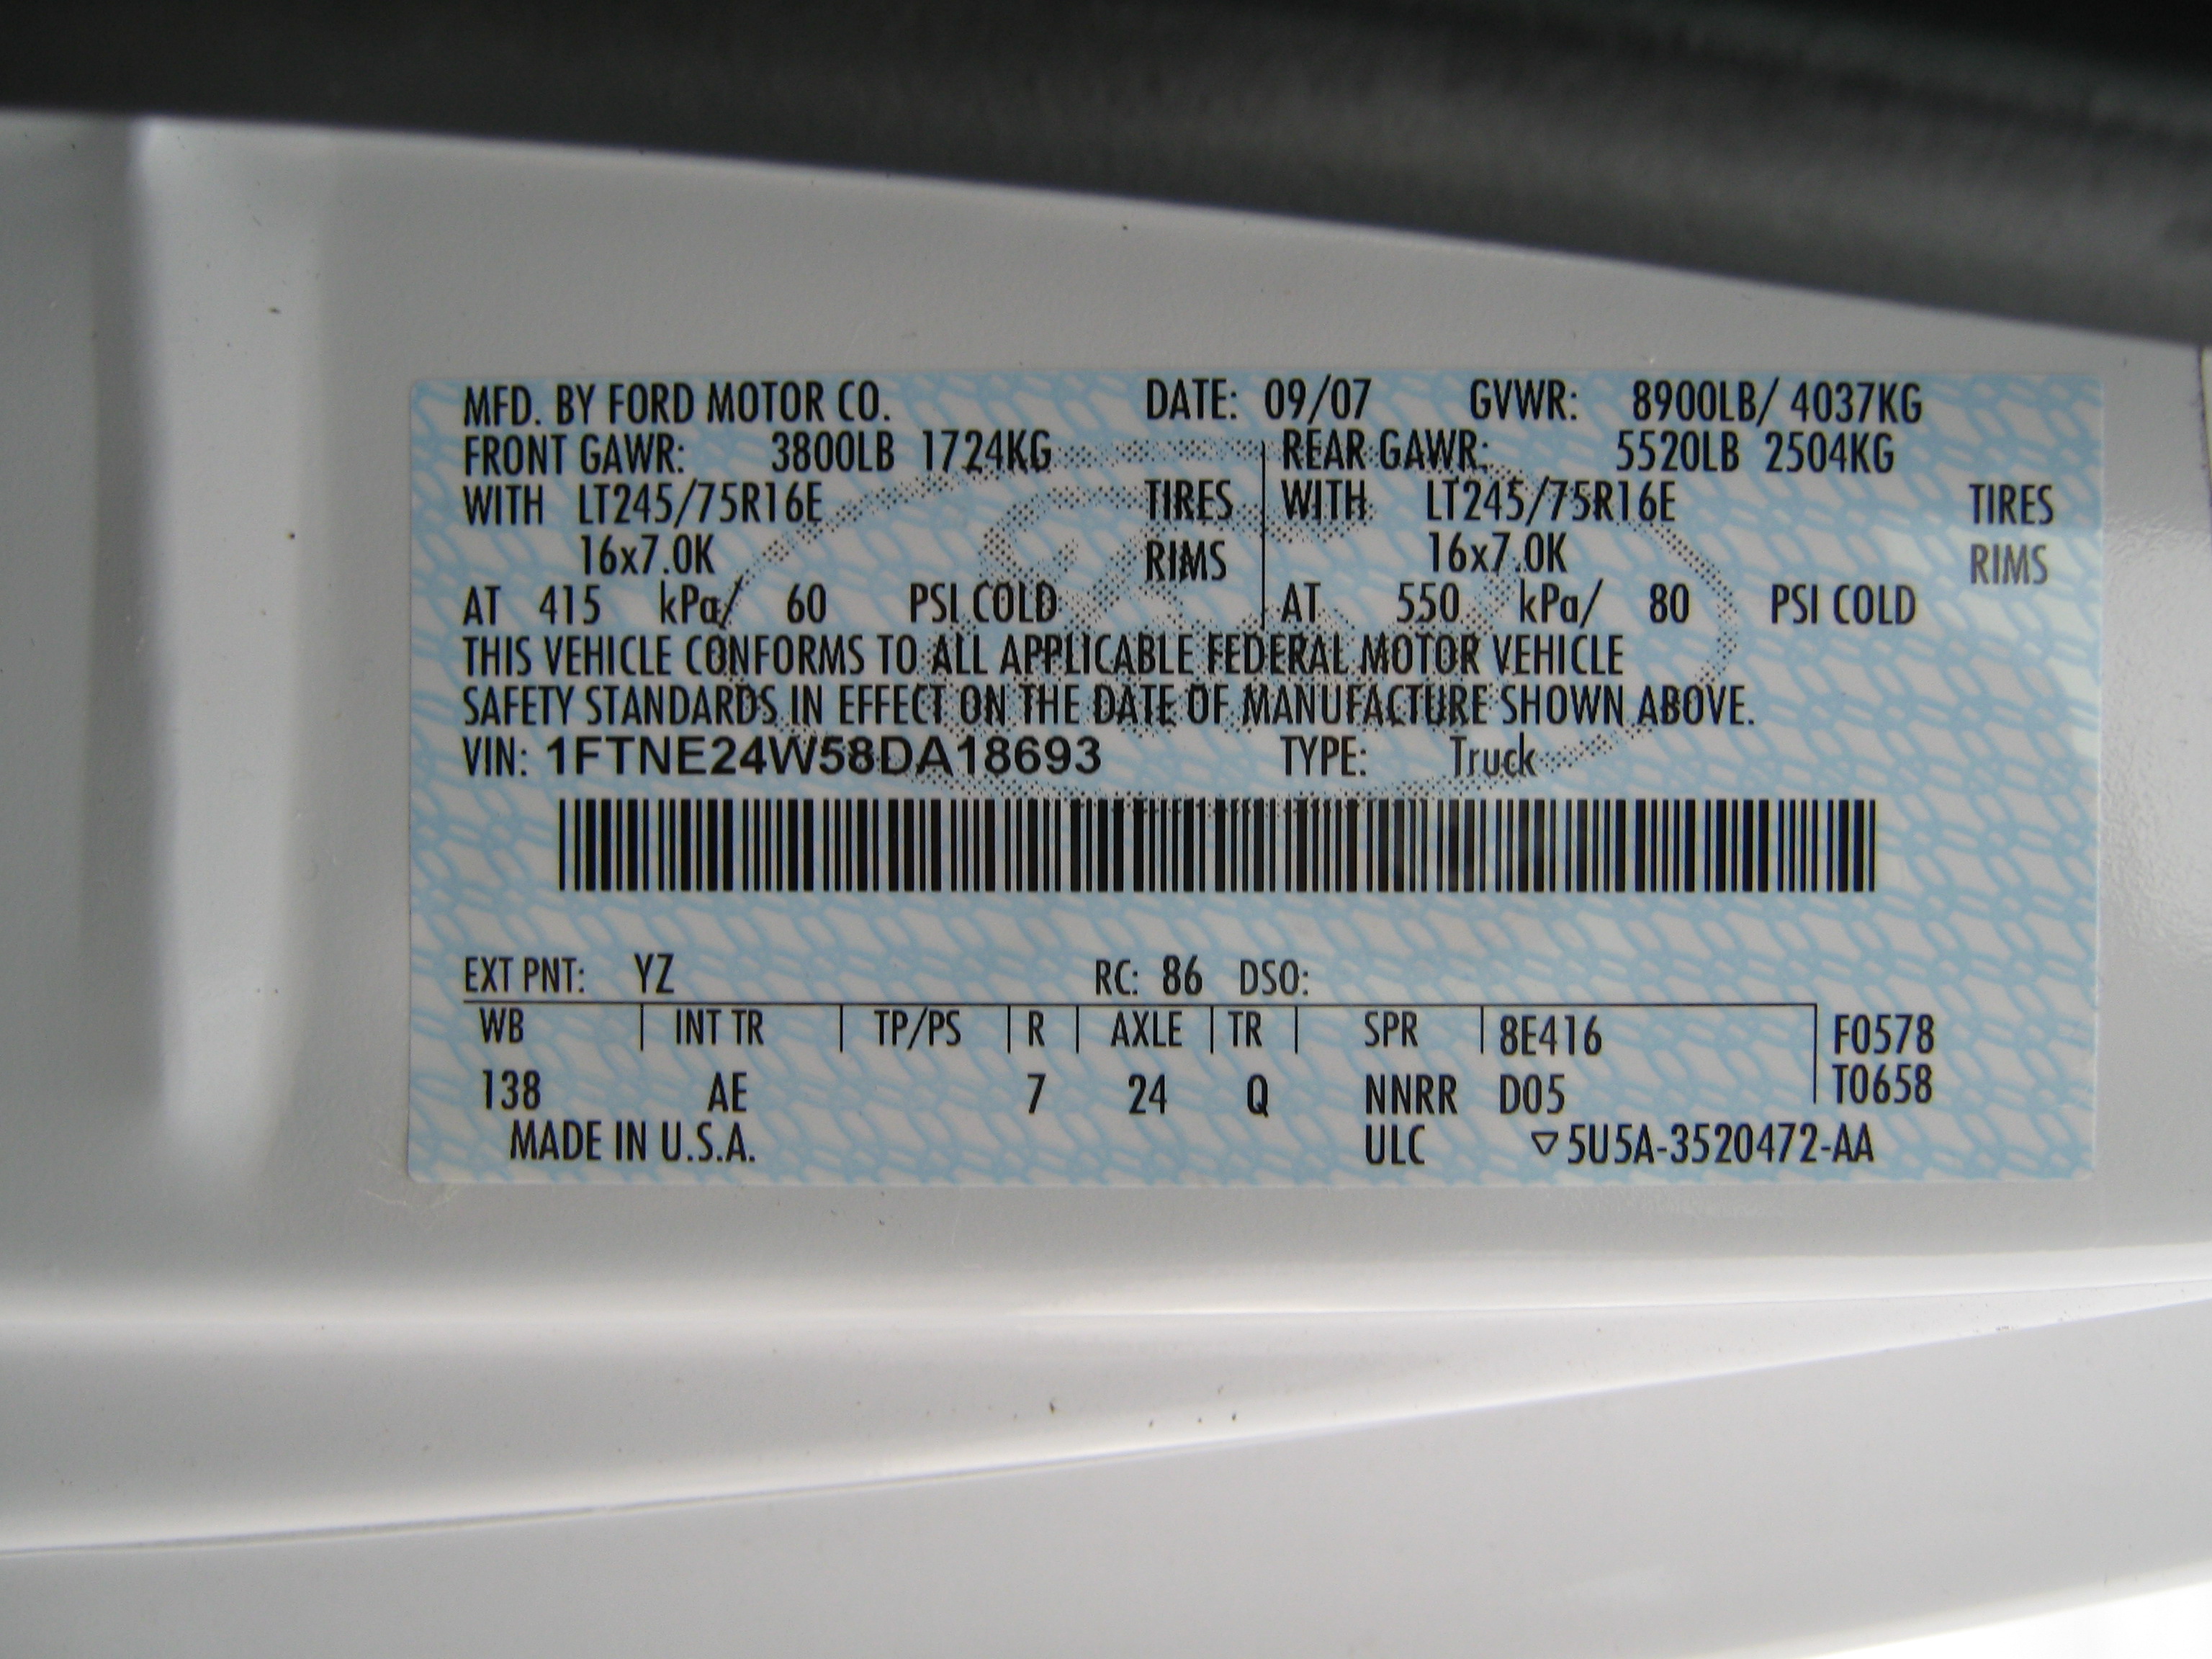 MFD. BY FORD MOTOR CO. DATE: 09/07 GVWR: 8900LB/ 4037KG
FRONT GAWR: 3800LB 1724KG REAR GAWR: 5520LB 2504KG
WITH LT245/75R16E TIRES WITH LT245/75R16E TIRES
16x7.0K RIMS 16x7.0K RIMS
AT 415 kPa/ 60 PSI COLD AT 550 kPa/ 80 PSI COLD
THIS VEHICLE CONFORMS TO ALL APPLICABLE FEDERAL MOTOR VEHICLE
SAFETY STANDARDS IN EFFECT ON THE DATE OF MANUFACTURE SHOWN ABOVE.
VIN: 1FTNE24W58DA18693 TYPE: Truck
EXT PNT: YZ RC: 86 DSO:
WB INT TR TP/PS R AXLE TR SPR 8E416 F0578
138 AE 7 24 Q NNRR D05 T0658
MADE IN U.S.A. ULC ▽5U5A-3520472-AA